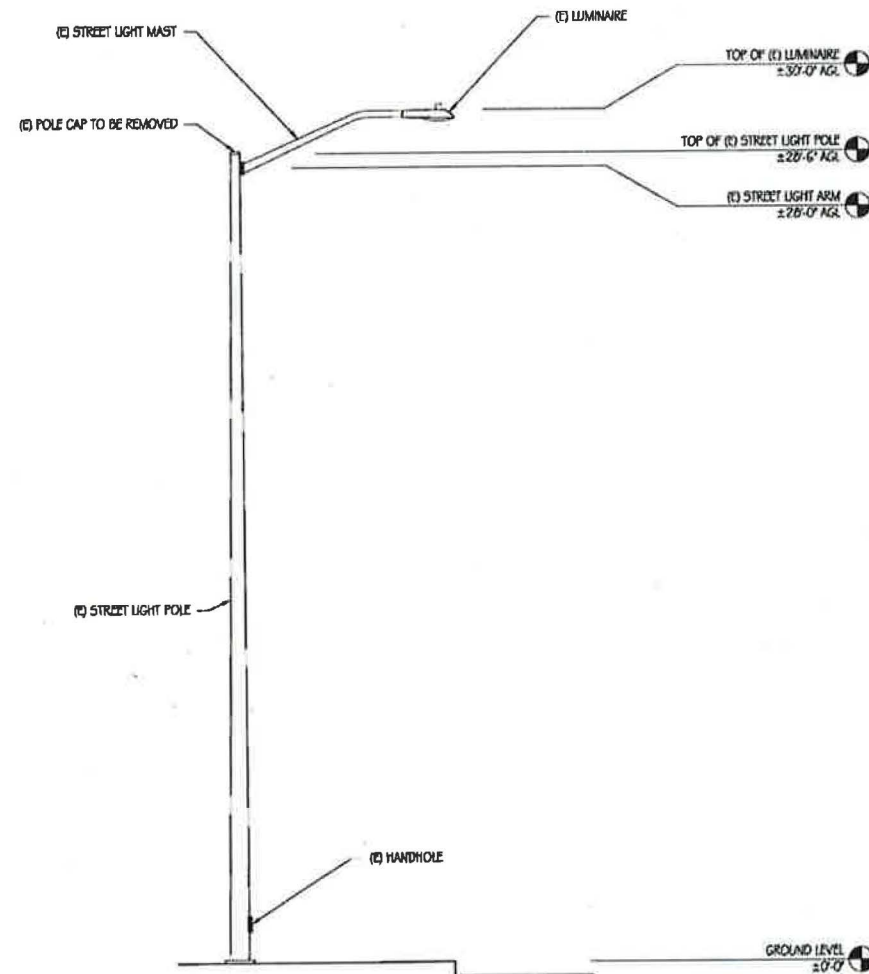 (E) LUMINAIRE
(E) STREET LIGHT MAST
TOP OF (E) LUMINAIRE
±30'-0" AGL
(E) POLE CAP TO BE REMOVED
TOP OF (E) STREET LIGHT POLE
±28'-6" AGL
(E) STREET LIGHT ARM
±28'-0" AGL
(E) STREET LIGHT POLE
(E) HANDHOLE
GROUND LEVEL
±0'-0"